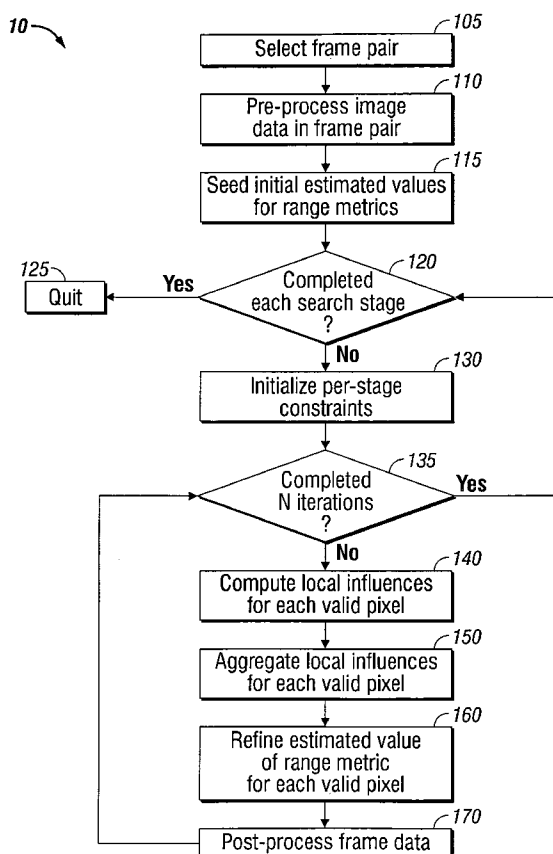 10
105
Select frame pair
110
Pre-process image
data in frame pair
115
Seed initial estimated values
for range metrics
120
125
Yes
Completed
each search stage
?
Quit
No
130
Initialize per-stage
constraints
135
Completed
N iterations
?
Yes
No
140
Compute local influences
for each valid pixel
150
Aggregate local influences
for each valid pixel
160
Refine estimated value
of range metric
for each valid pixel
170
Post-process frame data